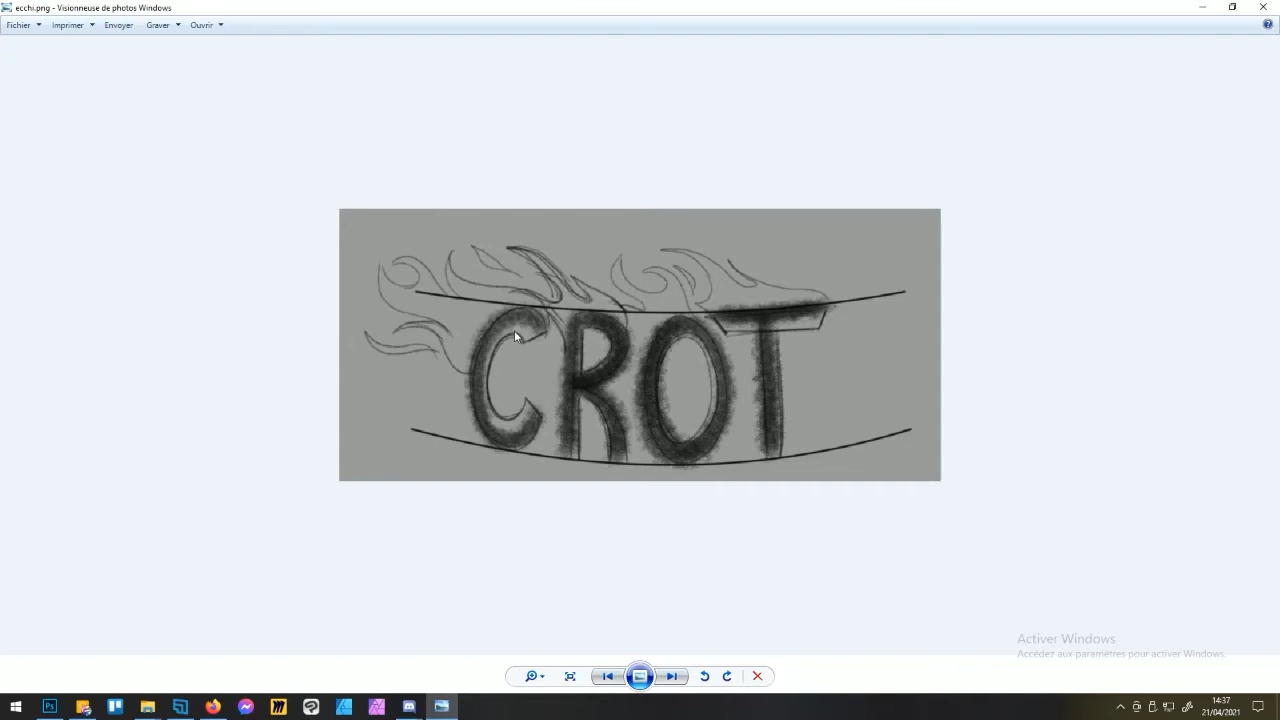 ecchi.png - Visionneuse de photos Windows
Fichier Imprimer Envoyer Graver Ouvrir
CROT
Activer Windows
Accédez aux paramètres pour activer Windows.
Ps
14:37
21/04/2021